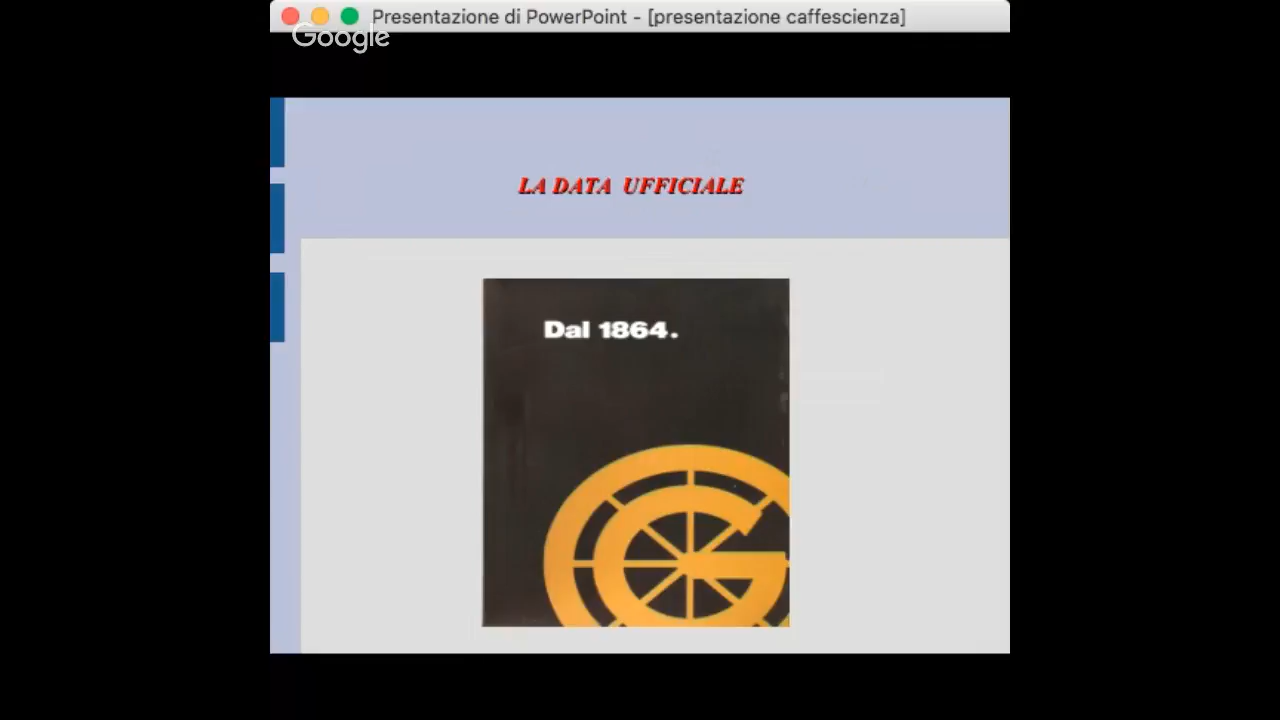 Presentazione di PowerPoint - [presentazione caffescienza]
Google
LA DATA UFFICIALE
Dal 1864.
G